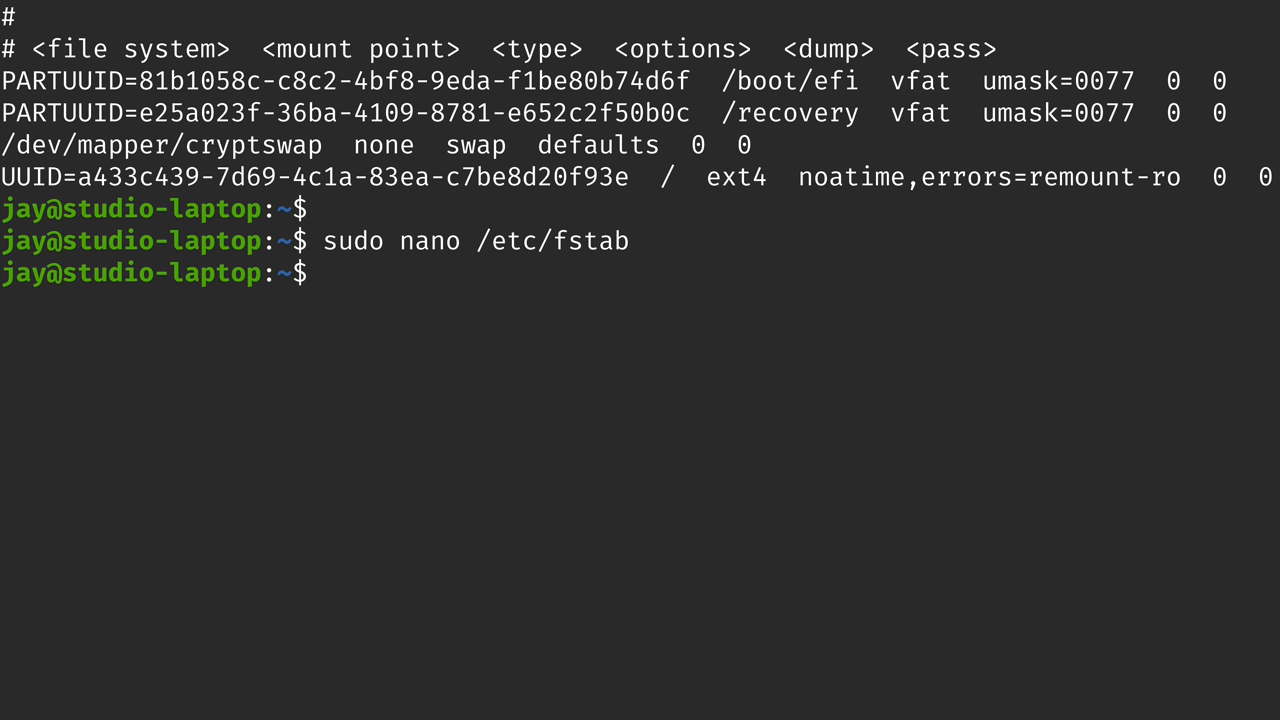 #
# <file system>  <mount point>  <type>  <options>  <dump>  <pass>
PARTUUID=81b1058c-c8c2-4bf8-9eda-f1be80b74d6f  /boot/efi  vfat  umask=0077  0  0
PARTUUID=e25a023f-36ba-4109-8781-e652c2f50b0c  /recovery  vfat  umask=0077  0  0
/dev/mapper/cryptswap  none  swap  defaults  0  0
UUID=a433c439-7d69-4c1a-83ea-c7be8d20f93e  /  ext4  noatime,errors=remount-ro  0  0
jay@studio-laptop:~$
jay@studio-laptop:~$ sudo nano /etc/fstab
jay@studio-laptop:~$